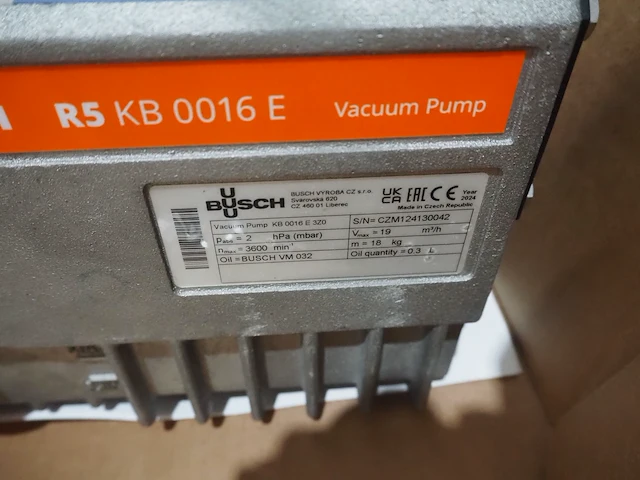 R5 KB 0016 E Vacuum Pump
BUSCH
BUSCH VÝROBA CZ s.r.o.
Svárovská 620
CZ 460 01 Liberec
UK CA EAC CE Year 2024
Made in Czech Republic
Vacuum Pump KB 0016 E 3Z0
S/N= CZM124130042
Pabs = 2 hPa (mbar)
Vmax = 19 m³/h
nmax = 3600 min⁻¹
m = 18 kg
Oil = BUSCH VM 032
Oil quantity = 0.3 L